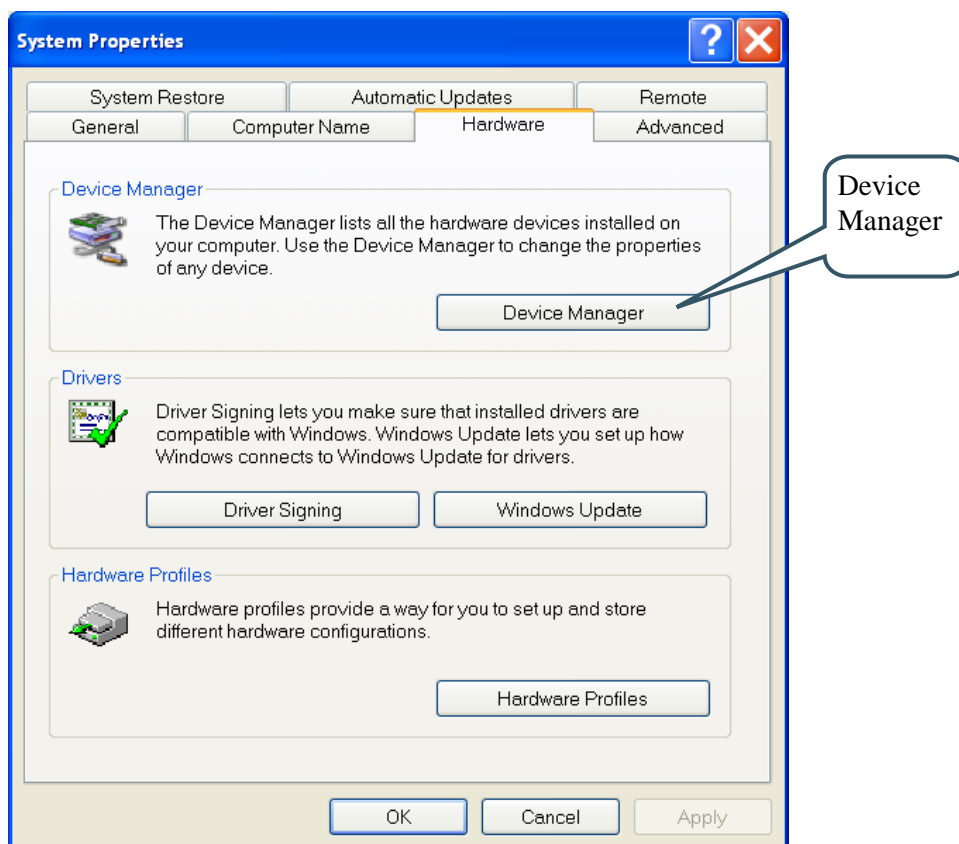 System Properties
System Restore
Automatic Updates
Remote
General
Computer Name
Hardware
Advanced
Device Manager
The Device Manager lists all the hardware devices installed on
your computer. Use the Device Manager to change the properties
of any device.
Device Manager
Device
Manager
Drivers
Driver Signing lets you make sure that installed drivers are
compatible with Windows. Windows Update lets you set up how
Windows connects to Windows Update for drivers.
Driver Signing
Windows Update
Hardware Profiles
Hardware profiles provide a way for you to set up and store
different hardware configurations.
Hardware Profiles
OK
Cancel
Apply